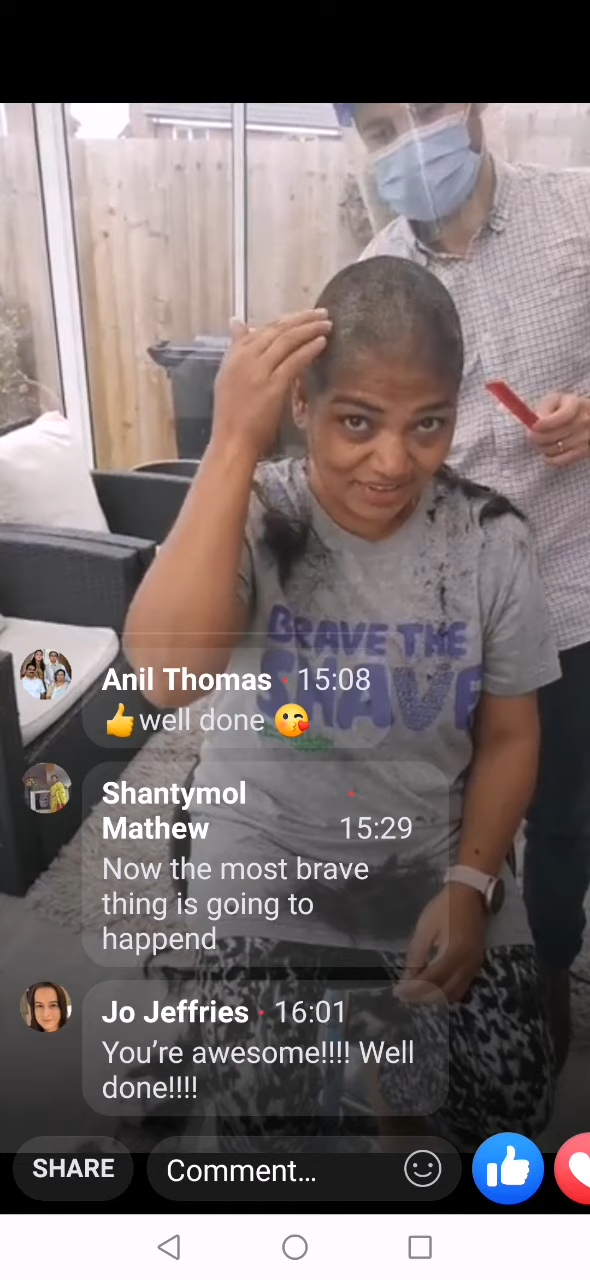 BRAVE THE
SHAVE
Anil Thomas • 15:08
👍well done 😘
Shantymol •
Mathew 15:29
Now the most brave
thing is going to
happend
Jo Jeffries • 16:01
You're awesome!!!! Well
done!!!!
SHARE
Comment...